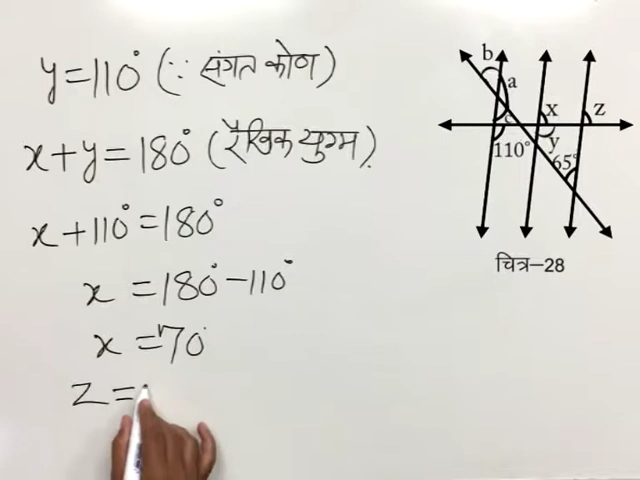 y = 110° (∵ संगत कोण)
x + y = 180° (रैखिक युग्म)
x + 110° = 180°
x = 180° - 110°
x = 70
z =
b
a
c
x
z
110°
y
65°
चित्र–28